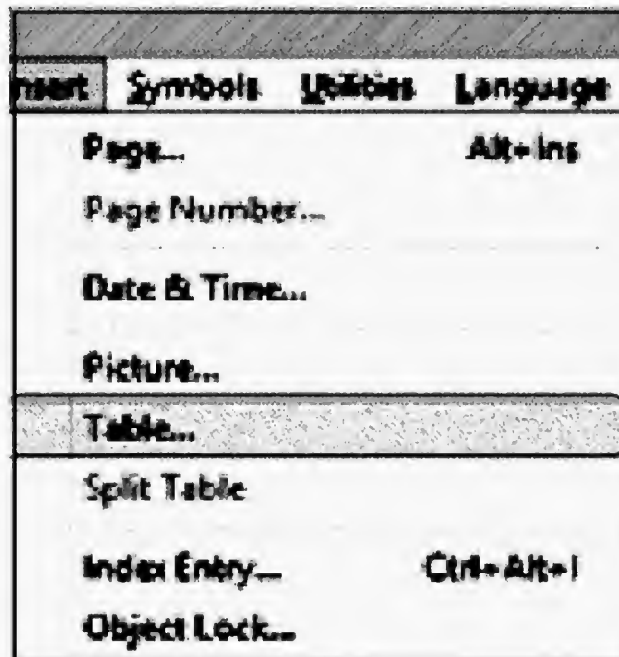 nsert Symbols Utilities Language
Page... Alt+Ins
Page Number...
Date & Time...
Picture...
Table...
Split Table
Index Entry... Ctrl+Alt+I
Object Lock...